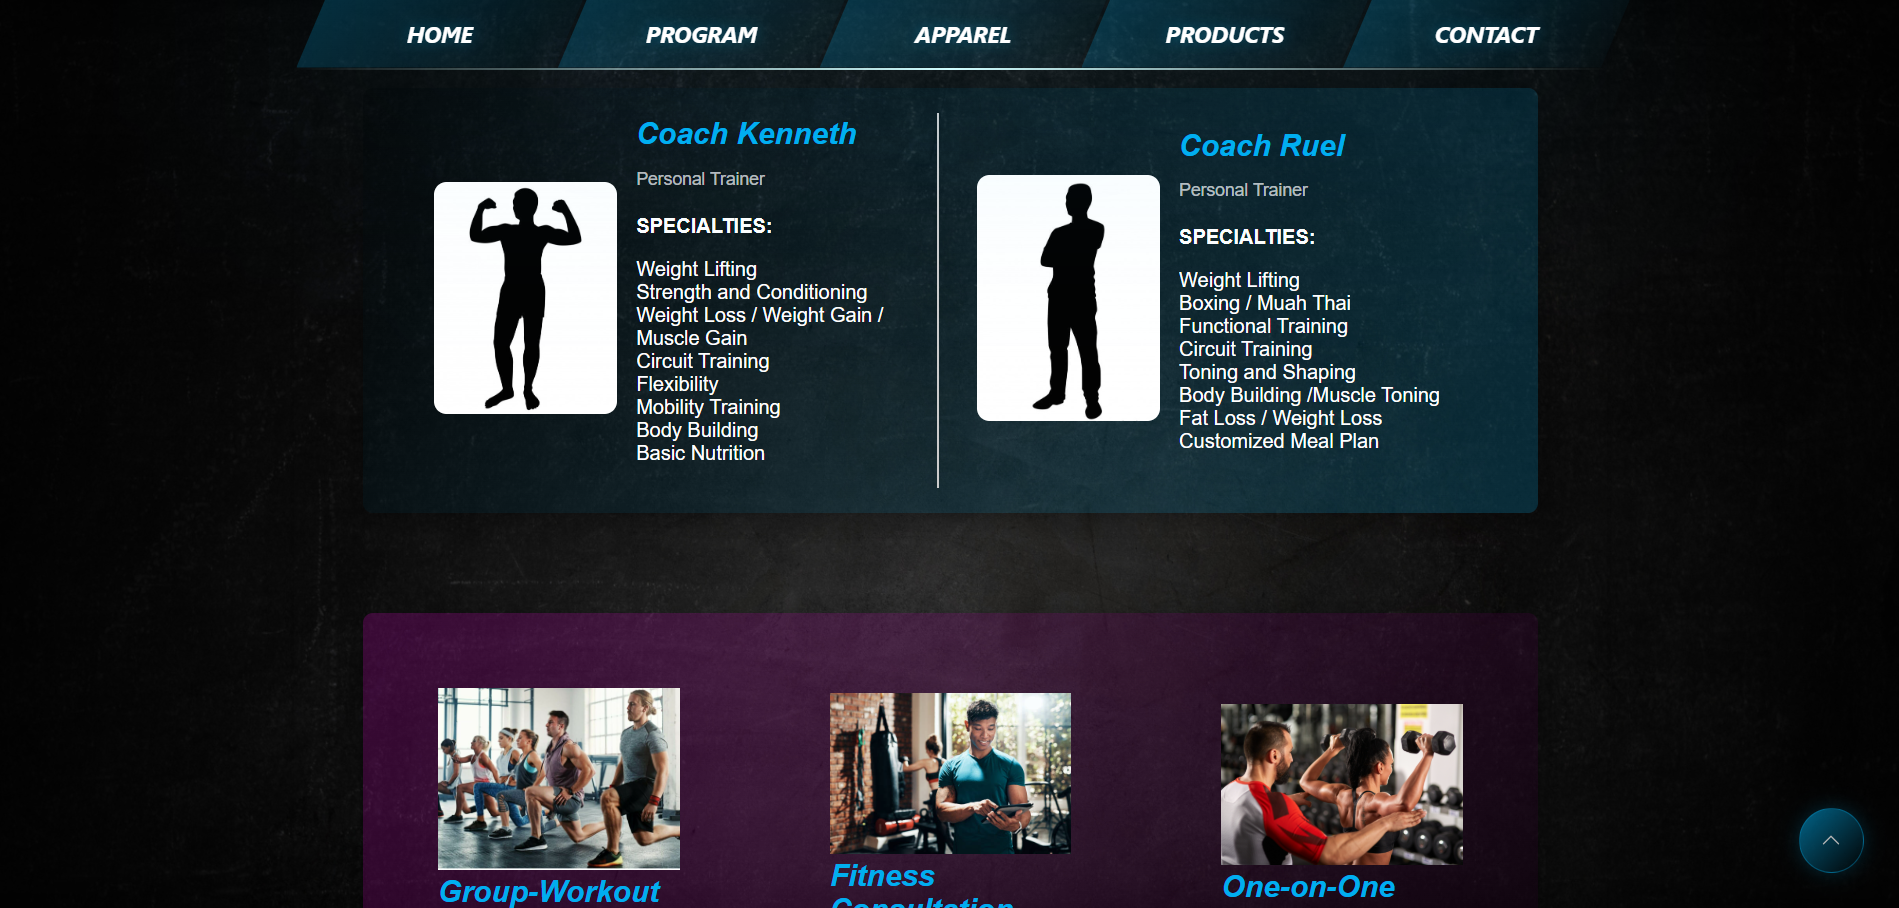 HOME PROGRAM APPAREL PRODUCTS CONTACT
Coach Kenneth
Personal Trainer
SPECIALTIES:
Weight Lifting
Strength and Conditioning
Weight Loss / Weight Gain /
Muscle Gain
Circuit Training
Flexibility
Mobility Training
Body Building
Basic Nutrition
Coach Ruel
Personal Trainer
SPECIALTIES:
Weight Lifting
Boxing / Muah Thai
Functional Training
Circuit Training
Toning and Shaping
Body Building /Muscle Toning
Fat Loss / Weight Loss
Customized Meal Plan
Group-Workout
Fitness
Consultation
One-on-One